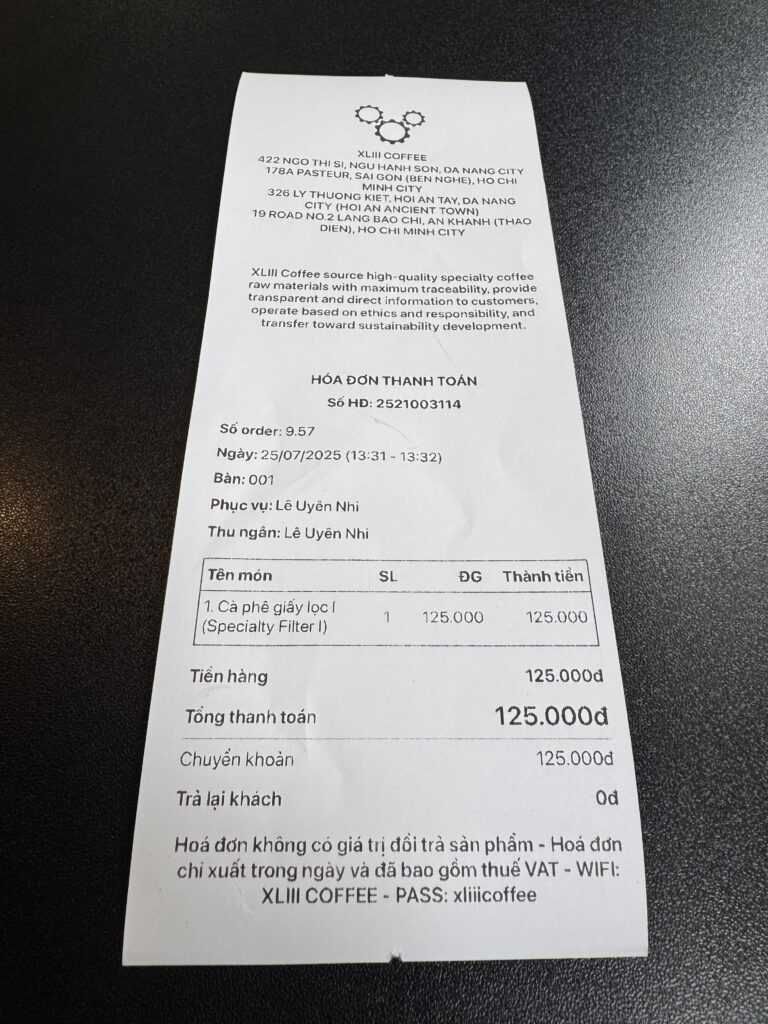 XLIII COFFEE
422 NGO THI SI, NGU HANH SON, DA NANG CITY
178A PASTEUR, SAI GON (BEN NGHE), HO CHI
MINH CITY
326 LY THUONG KIET, HOI AN TAY, DA NANG
CITY (HOI AN ANCIENT TOWN)
19 ROAD NO.2 LANG BAO CHI, AN KHANH (THAO
DIEN), HO CHI MINH CITY
XLIII Coffee source high-quality specialty coffee
raw materials with maximum traceability, provide
transparent and direct information to customers,
operate based on ethics and responsibility, and
transfer toward sustainability development.
HÓA ĐƠN THANH TOÁN
Số HĐ: 2521003114
Số order: 9.57
Ngày: 25/07/2025 (13:31 - 13:32)
Bàn: 001
Phục vụ: Lê Uyên Nhi
Thu ngân: Lê Uyên Nhi
Tên món SL ĐG Thành tiền
1. Cà phê giấy lọc I
(Specialty Filter I) 1 125.000 125.000
Tiền hàng 125.000đ
Tổng thanh toán 125.000đ
Chuyển khoản 125.000đ
Trả lại khách 0đ
Hoá đơn không có giá trị đổi trả sản phẩm - Hoá đơn
chỉ xuất trong ngày và đã bao gồm thuế VAT - WIFI:
XLIII COFFEE - PASS: xliiicoffee